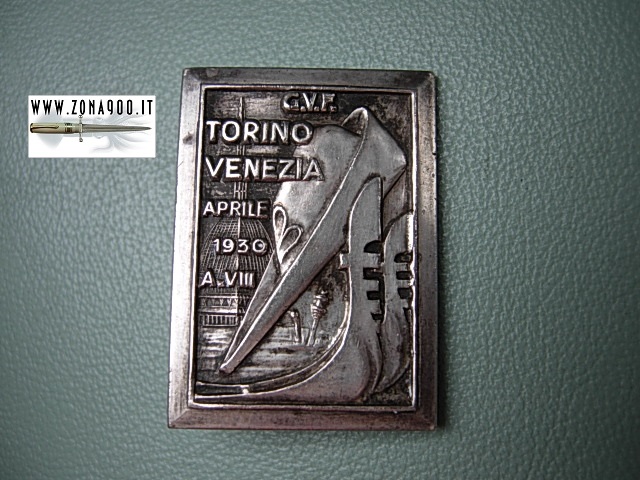 WWW.ZONA900.IT
G.V.F.
TORINO
VENEZIA
APRILE
1930
A.VIII